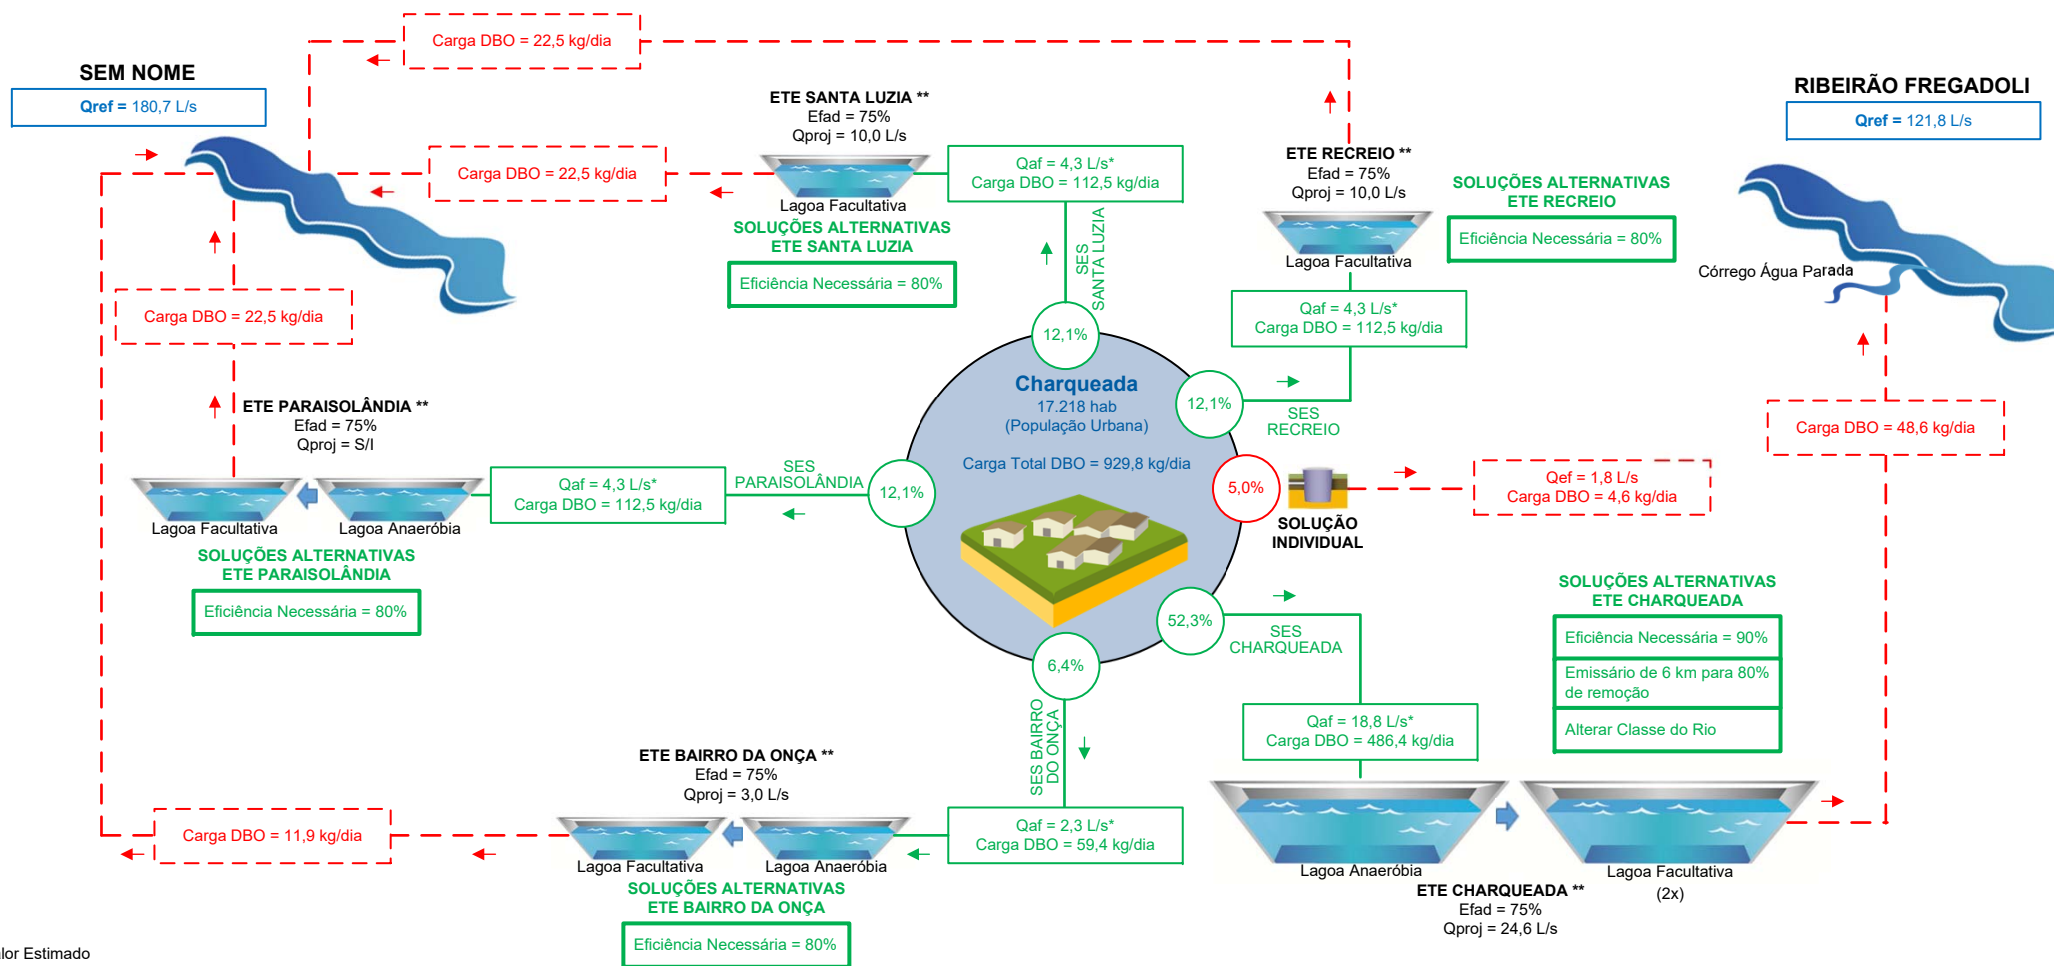 Carga DBO = 22,5 kg/dia
SEM NOME
Qref = 180,7 L/s
RIBEIRÃO FREGADOLI
Qref = 121,8 L/s
ETE SANTA LUZIA **
Efad = 75%
Qproj = 10,0 L/s
Lagoa Facultativa
Carga DBO = 22,5 kg/dia
Qaf = 4,3 L/s*
Carga DBO = 112,5 kg/dia
SOLUÇÕES ALTERNATIVAS
ETE SANTA LUZIA
Eficiência Necessária = 80%
SES
SANTA LUZIA
12,1%
ETE RECREIO **
Efad = 75%
Qproj = 10,0 L/s
Lagoa Facultativa
SOLUÇÕES ALTERNATIVAS
ETE RECREIO
Eficiência Necessária = 80%
Qaf = 4,3 L/s*
Carga DBO = 112,5 kg/dia
12,1%
SES
RECREIO
Córrego Água Parada
Carga DBO = 48,6 kg/dia
Carga DBO = 22,5 kg/dia
ETE PARAISOLÂNDIA **
Efad = 75%
Qproj = S/I
Lagoa Facultativa
Lagoa Anaeróbia
SOLUÇÕES ALTERNATIVAS
ETE PARAISOLÂNDIA
Eficiência Necessária = 80%
Qaf = 4,3 L/s*
Carga DBO = 112,5 kg/dia
SES
PARAISOLÂNDIA
12,1%
Charqueada
17.218 hab
(População Urbana)
Carga Total DBO = 929,8 kg/dia
5,0%
SOLUÇÃO
INDIVIDUAL
Qef = 1,8 L/s
Carga DBO = 4,6 kg/dia
52,3%
SES
CHARQUEADA
SOLUÇÕES ALTERNATIVAS
ETE CHARQUEADA
Eficiência Necessária = 90%
Emissário de 6 km para 80%
de remoção
Alterar Classe do Rio
Qaf = 18,8 L/s*
Carga DBO = 486,4 kg/dia
Lagoa Anaeróbia
Lagoa Facultativa
(2x)
ETE CHARQUEADA **
Efad = 75%
Qproj = 24,6 L/s
6,4%
SES BAIRRO
DO ONÇA
Qaf = 2,3 L/s*
Carga DBO = 59,4 kg/dia
ETE BAIRRO DA ONÇA **
Efad = 75%
Qproj = 3,0 L/s
Lagoa Facultativa
Lagoa Anaeróbia
SOLUÇÕES ALTERNATIVAS
ETE BAIRRO DA ONÇA
Eficiência Necessária = 80%
Carga DBO = 11,9 kg/dia
lor Estimado